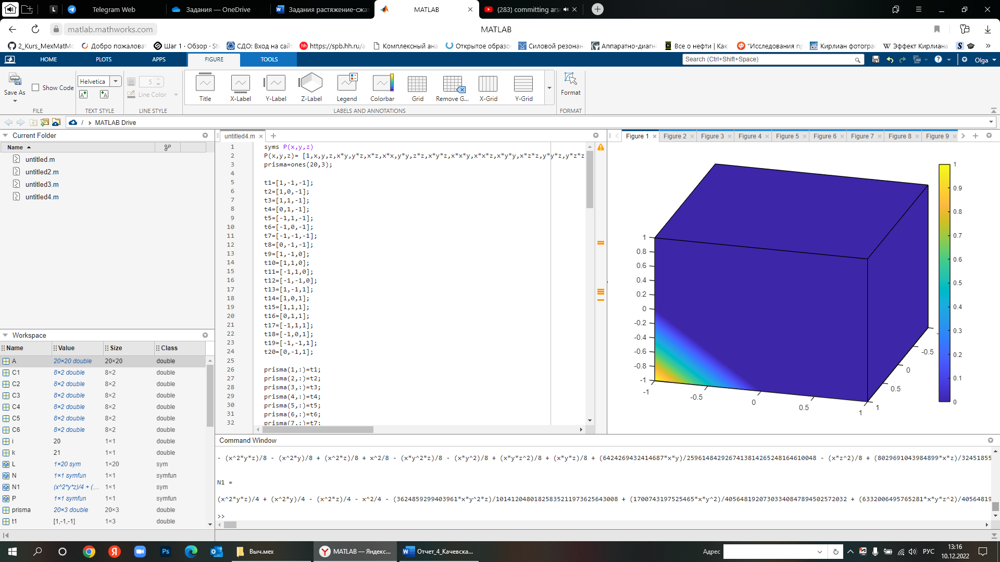 Telegram Web
Задания — OneDrive
Задания растяжение-сжат
MATLAB
(283) committing arso
matlab.mathworks.com
MATLAB
2_Kurs_MexMatMo
Добро пожаловат
Шаг 1 · Обзор · Ste
СДО: Вход на сайт
https://spb.hh.ru/a
Комплексный ана
Открытое образо
Силовой резонан
Аппаратно-диагн
Все о нефти | Как
"Исследования пр
Кирлиан фотограс
Эффект Кирлиана
HOME
PLOTS
APPS
FIGURE
TOOLS
Search (Ctrl+Shift+Space)
Olga
Save As
Show Code
Helvetica
5
Line Color
Title
X-Label
Y-Label
Z-Label
Legend
Colorbar
Grid
Remove G...
X-Grid
Y-Grid
Format
FILE
TEXT STYLE
LINE STYLE
LABELS AND ANNOTATIONS
FORMAT
/ › MATLAB Drive
Current Folder
Name
untitled.m
untitled2.m
untitled3.m
untitled4.m
Workspace
Name Value Size Class
A 20×20 double 20×20 double
C1 8×2 double 8×2 double
C2 8×2 double 8×2 double
C3 8×2 double 8×2 double
C4 8×2 double 8×2 double
C5 8×2 double 8×2 double
C6 8×2 double 8×2 double
i 20 1×1 double
k 21 1×1 double
L 1×20 sym 1×20 sym
N 1×1 symfun 1×1 symfun
N1 (x^2*y*z)/4 + (... 1×1 sym
P 1×1 symfun 1×1 symfun
prisma 20×3 double 20×3 double
t1 [1,-1,-1] 1×3 double
untitled4.m
1 syms P(x,y,z)
2 P(x,y,z)= [1,x,y,z,x*y,y*z,x*z,x*x,y*y,z*z,x*y*z,x*x*y,x*x*z,x*y*y,x*z*z,y*y*z,y*z*z
3 prisma=ones(20,3);
4
5 t1=[1,-1,-1];
6 t2=[1,0,-1];
7 t3=[1,1,-1];
8 t4=[0,1,-1];
9 t5=[-1,1,-1];
10 t6=[-1,0,-1];
11 t7=[-1,-1,-1];
12 t8=[0,-1,-1];
13 t9=[1,-1,0];
14 t10=[1,1,0];
15 t11=[-1,1,0];
16 t12=[-1,-1,0];
17 t13=[1,-1,1];
18 t14=[1,0,1];
19 t15=[1,1,1];
20 t16=[0,1,1];
21 t17=[-1,1,1];
22 t18=[-1,0,1];
23 t19=[-1,-1,1];
24 t20=[0,-1,1];
25
26 prisma(1,:)=t1;
27 prisma(2,:)=t2;
28 prisma(3,:)=t3;
29 prisma(4,:)=t4;
30 prisma(5,:)=t5;
31 prisma(6,:)=t6;
32 prisma(7,:)=t7;
Figure 1
Figure 2
Figure 3
Figure 4
Figure 5
Figure 6
Figure 7
Figure 8
Figure 9
1
0.8
0.6
0.4
0.2
0
-0.2
-0.4
-0.6
-0.8
-1
-1
-0.5
0
0.5
1
1
0.5
0
-0.5
1
0.9
0.8
0.7
0.6
0.5
0.4
0.3
0.2
0.1
0
Command Window
- (x^2*y*z)/8 - (x^2*y)/8 + (x^2*z)/8 + x^2/8 - (x*y^2*z)/8 - (x*y^2)/8 + (x*y*z^2)/8 + (x*y*z)/8 + (6424269432414687*x*y)/259614842926741381426524816461004​8 - (x*z^2)/8 + (8029691043984899*x*z)/32451855
N1 =
(x^2*y*z)/4 + (x^2*y)/4 - (x^2*z)/4 - x^2/4 - (3624859299403961*x*y^2*z)/10141204801825835211973625643008 + (1700743197525465*x*y^2)/40564819207303340847894502572032 + (6332006495765281*x*y*z^2)/40564819
>>
Выч.мех
MATLAB — Яндекс...
Отчет_4_Качевска...
Адрес
РУС
13:16
10.12.2022